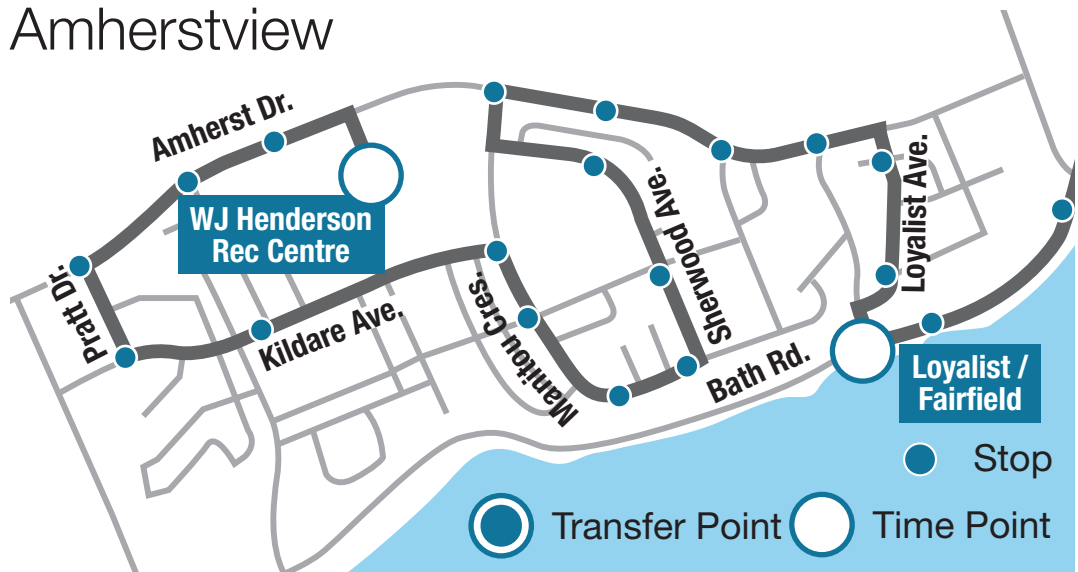 Amherstview
Amherst Dr.
WJ Henderson
Rec Centre
Pratt Dr.
Kildare Ave.
Manitou Cres.
Sherwood Ave.
Loyalist Ave.
Bath Rd.
Loyalist /
Fairfield
Stop
Transfer Point
Time Point